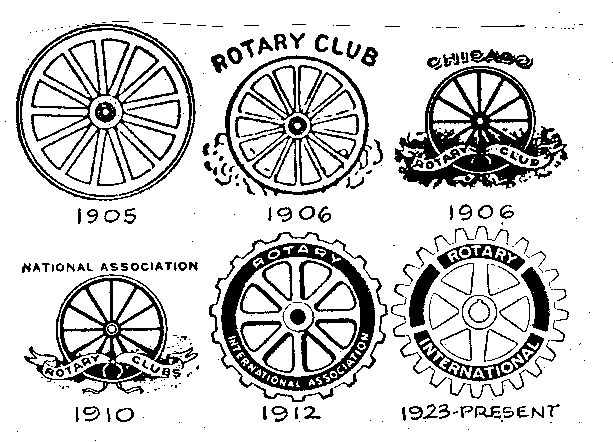 1905
ROTARY CLUB
1906
CHICAGO
ROTARY CLUB
1906
NATIONAL ASSOCIATION
ROTARY CLUBS
1910
ROTARY
INTERNATIONAL ASSOCIATION
1912
ROTARY
INTERNATIONAL
1923-PRESENT